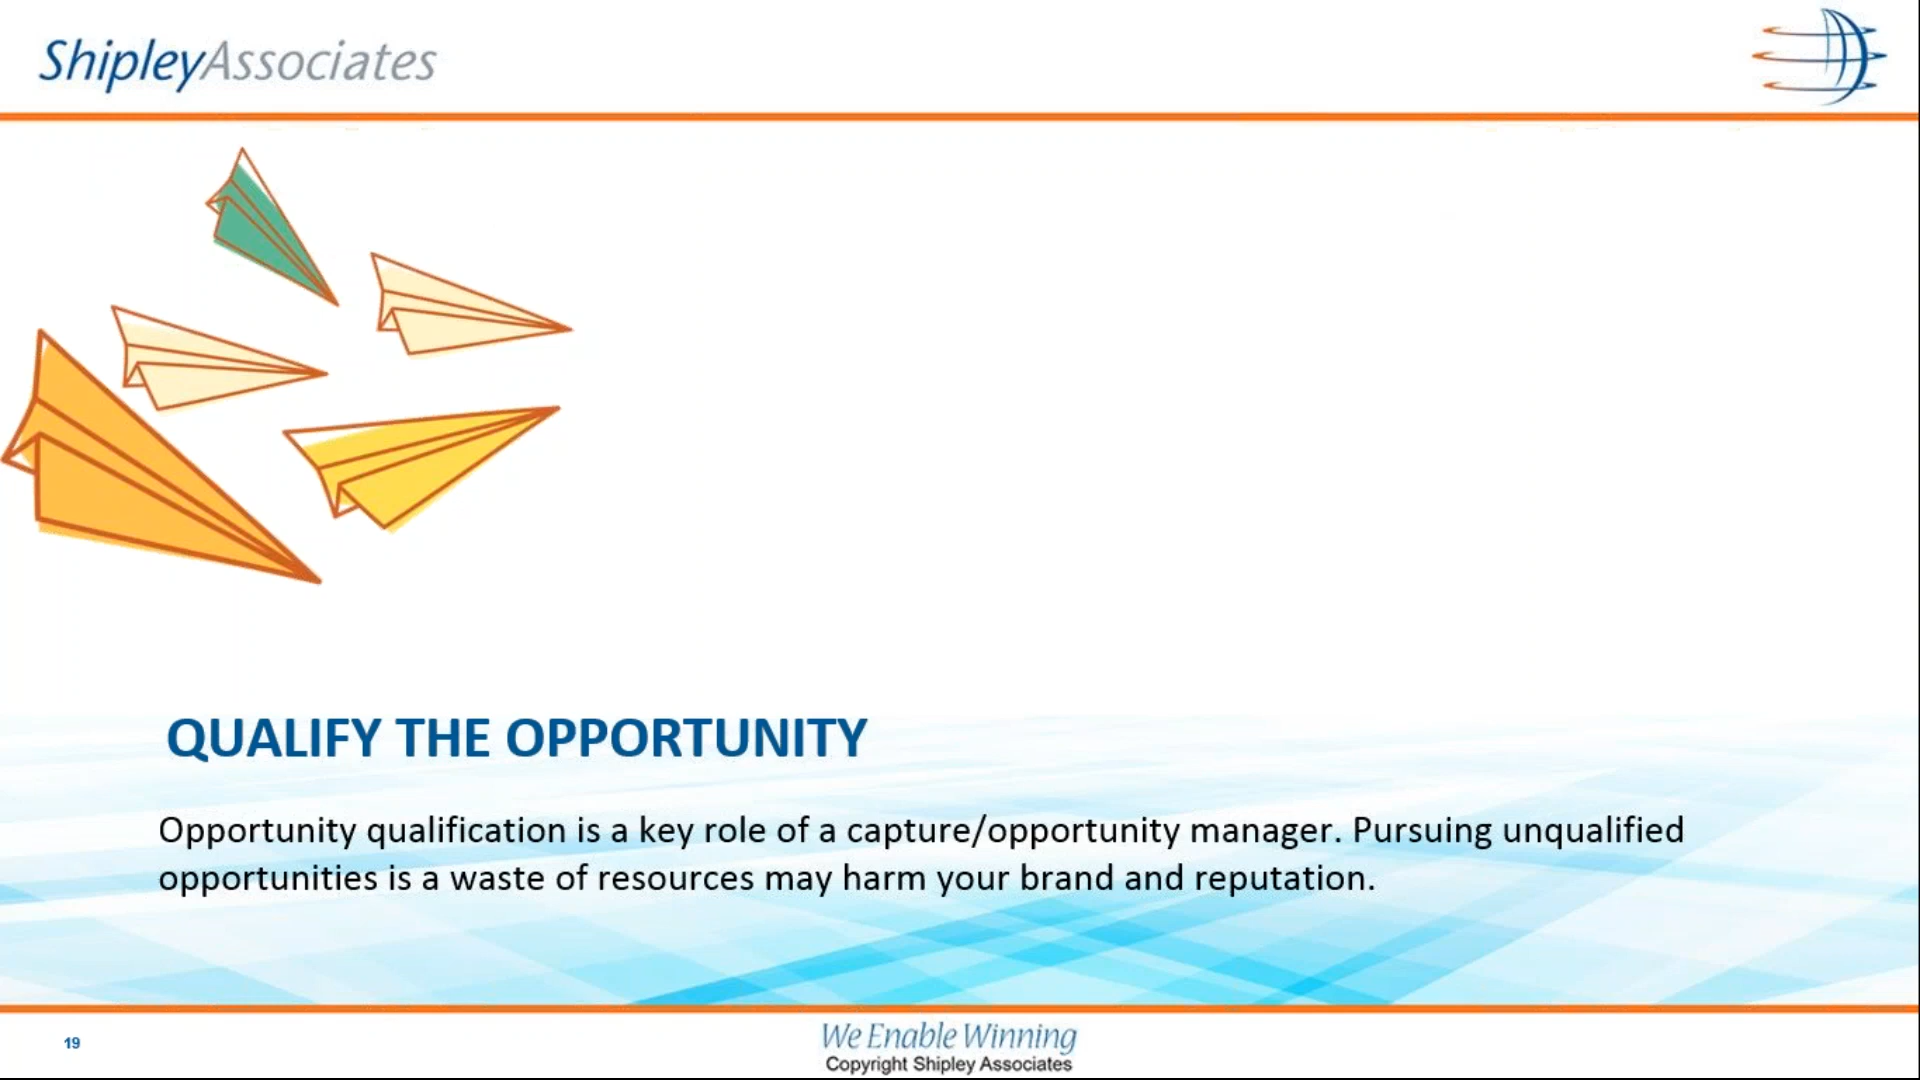 ShipleyAssociates
QUALIFY THE OPPORTUNITY
Opportunity qualification is a key role of a capture/opportunity manager. Pursuing unqualified
opportunities is a waste of resources may harm your brand and reputation.
19
We Enable Winning
Copyright Shipley Associates